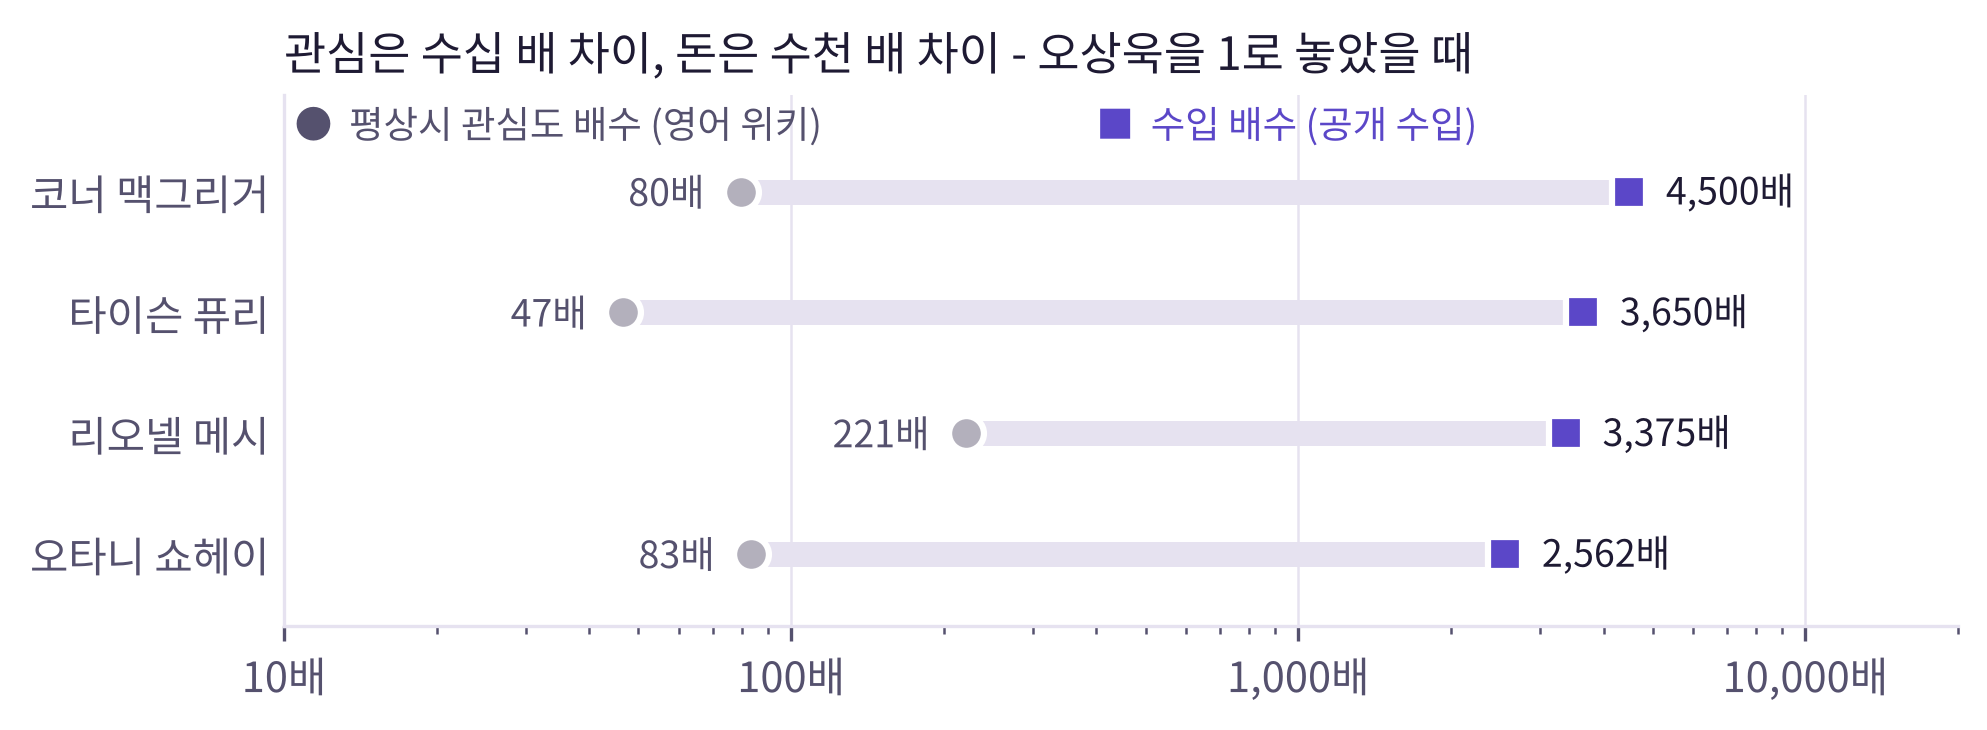 관심은 수십 배 차이, 돈은 수천 배 차이 - 오상욱을 1로 놓았을 때
평상시 관심도 배수 (영어 위키)
수입 배수 (공개 수입)
코너 맥그리거
80배
4,500배
타이슨 퓨리
47배
3,650배
리오넬 메시
221배
3,375배
오타니 쇼헤이
83배
2,562배
10배
100배
1,000배
10,000배